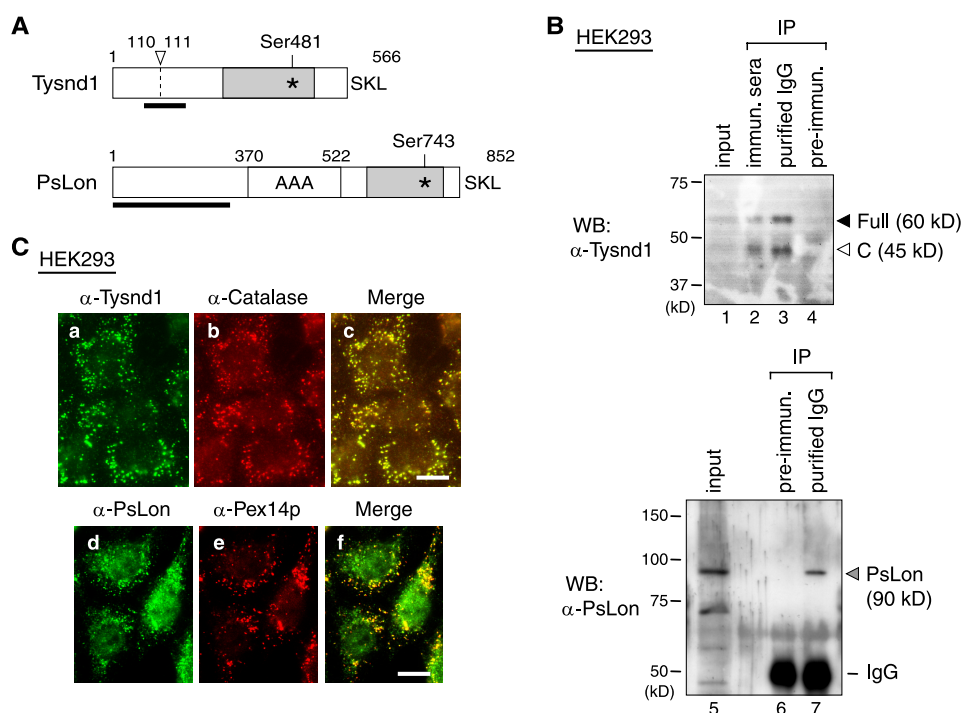 A
1
110
111
Ser481
566
Tysnd1
*
SKL
1
370
522
Ser743
852
PsLon
AAA
*
SKL
B
HEK293
IP
input
immun. sera
purified IgG
pre-immun.
75
50
37
(kD)
WB:
α-Tysnd1
Full (60 kD)
C (45 kD)
1 2 3 4
IP
input
pre-immun.
purified IgG
150
100
75
50
(kD)
WB:
α-PsLon
PsLon
(90 kD)
IgG
5 6 7
C
HEK293
α-Tysnd1 α-Catalase Merge
a b c
α-PsLon α-Pex14p Merge
d e f